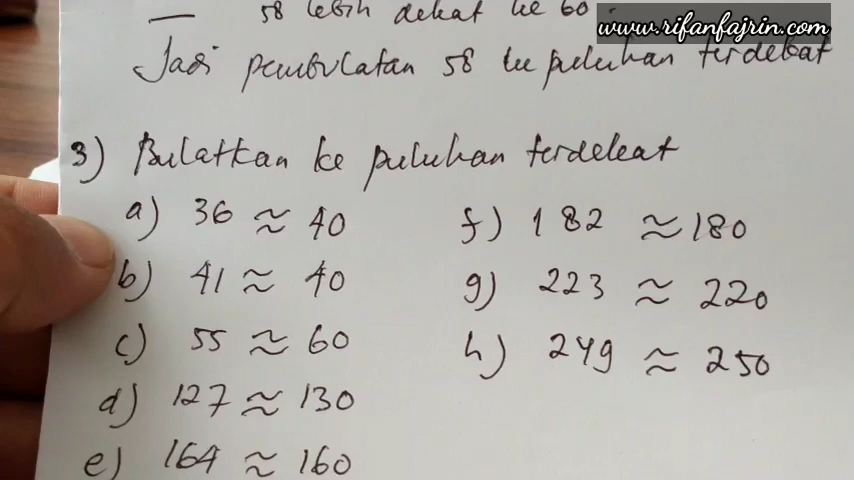 58 lebih dekat ke 60.
www.rifanfajrin.com
Jadi pembulatan 58 ke puluhan terdekat
3) Bulatkan ke puluhan terdekat
a) 36 ≈ 40
b) 41 ≈ 40
c) 55 ≈ 60
d) 127 ≈ 130
e) 164 ≈ 160
f) 182 ≈ 180
g) 223 ≈ 220
h) 249 ≈ 250